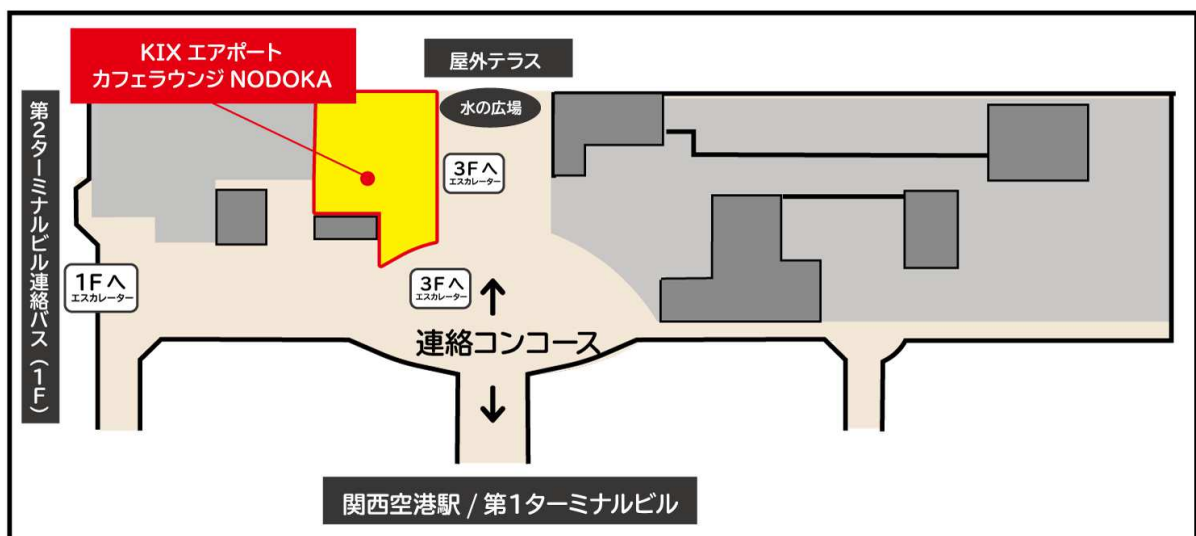 KIX エアポート
カフェラウンジ NODOKA
屋外テラス
水の広場
第2ターミナルビル連絡バス（1F）
3Fへ
エスカレーター
1Fへ
エスカレーター
3Fへ
エスカレーター
連絡コンコース
関西空港駅 / 第1ターミナルビル